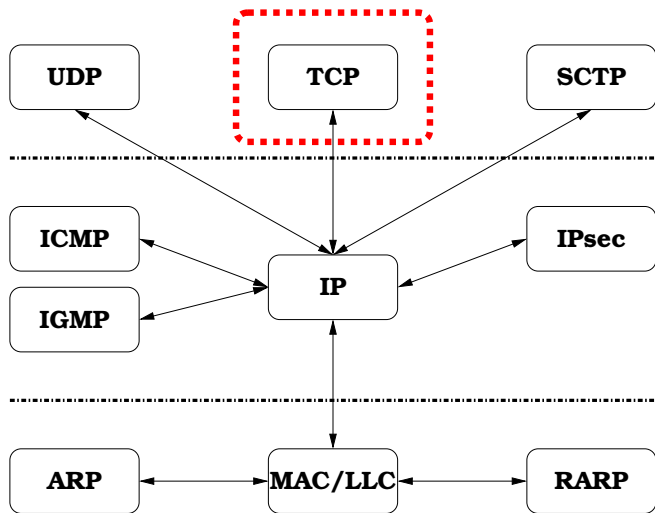 UDP
TCP
SCTP
ICMP
IPsec
IP
IGMP
ARP
MAC/LLC
RARP